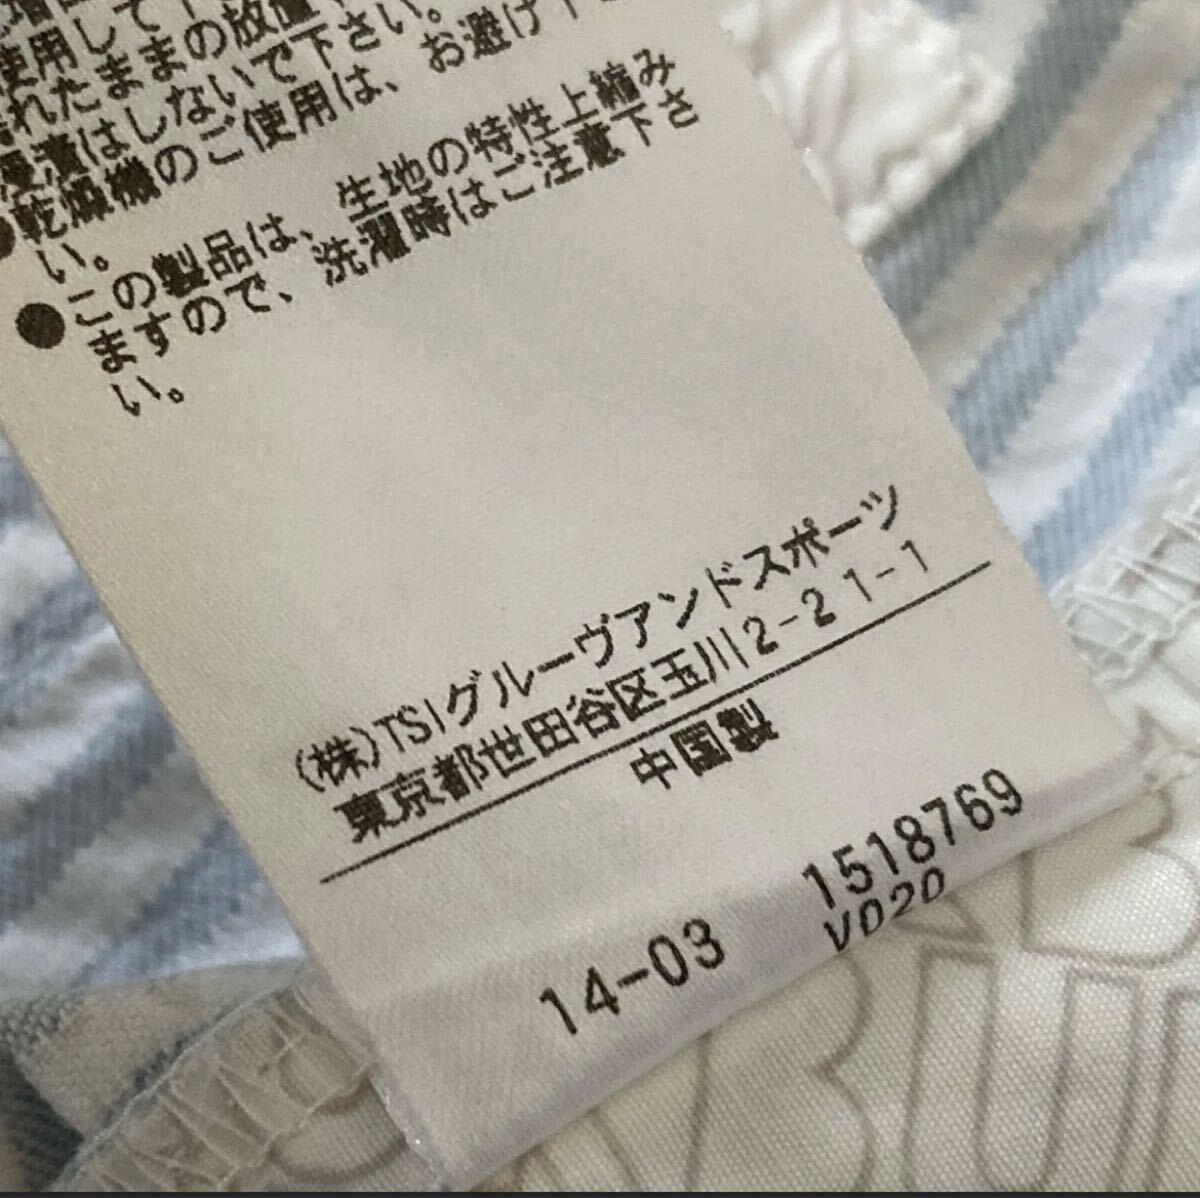 使用して
れたままの放置、
浸漬はしないで下さい。
乾燥機のご使用は、お避け下さ
い。
●この製品は、生地の特性上縮み
ますので、洗濯時はご注意下さ
い。
(株)TSIグルーヴアンドスポーツ
東京都世田谷区玉川2-21-1
中国製
1518769
V020
14-03